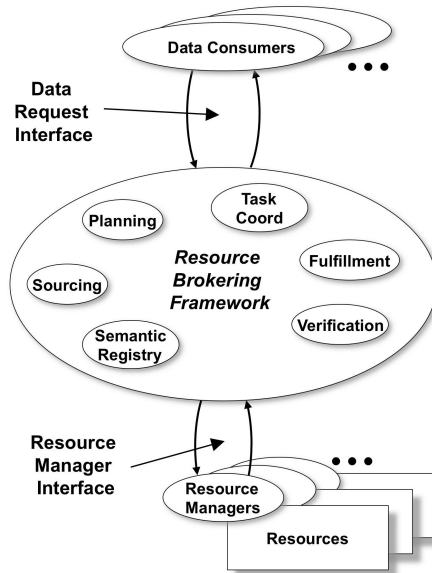 Data Consumers
• • •
Data
Request
Interface
Task
Coord
Planning
Resource
Brokering
Framework
Fulfillment
Sourcing
Verification
Semantic
Registry
Resource
Manager
Interface
• • •
Resource
Managers
Resources